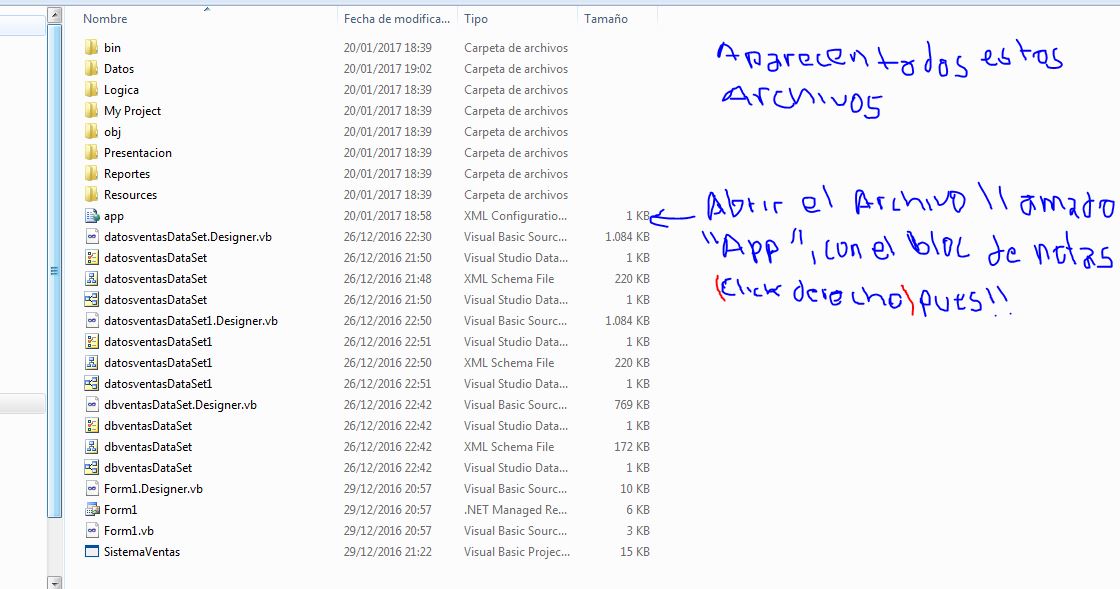 Nombre Fecha de modifica... Tipo Tamaño
bin 20/01/2017 18:39 Carpeta de archivos
Datos 20/01/2017 19:02 Carpeta de archivos
Logica 20/01/2017 18:39 Carpeta de archivos
My Project 20/01/2017 18:39 Carpeta de archivos
obj 20/01/2017 18:39 Carpeta de archivos
Presentacion 20/01/2017 18:39 Carpeta de archivos
Reportes 20/01/2017 18:39 Carpeta de archivos
Resources 20/01/2017 18:39 Carpeta de archivos
app 20/01/2017 18:58 XML Configuratio... 1 KB
datosventasDataSet.Designer.vb 26/12/2016 22:30 Visual Basic Sourc... 1.084 KB
datosventasDataSet 26/12/2016 21:50 Visual Studio Data... 1 KB
datosventasDataSet 26/12/2016 21:48 XML Schema File 220 KB
datosventasDataSet 26/12/2016 21:50 Visual Studio Data... 1 KB
datosventasDataSet1.Designer.vb 26/12/2016 22:50 Visual Basic Sourc... 1.084 KB
datosventasDataSet1 26/12/2016 22:51 Visual Studio Data... 1 KB
datosventasDataSet1 26/12/2016 22:50 XML Schema File 220 KB
datosventasDataSet1 26/12/2016 22:51 Visual Studio Data... 1 KB
dbventasDataSet.Designer.vb 26/12/2016 22:42 Visual Basic Sourc... 769 KB
dbventasDataSet 26/12/2016 22:42 Visual Studio Data... 1 KB
dbventasDataSet 26/12/2016 22:42 XML Schema File 172 KB
dbventasDataSet 26/12/2016 22:42 Visual Studio Data... 1 KB
Form1.Designer.vb 29/12/2016 20:57 Visual Basic Sourc... 10 KB
Form1 29/12/2016 20:57 .NET Managed Re... 6 KB
Form1.vb 29/12/2016 20:57 Visual Basic Sourc... 3 KB
SistemaVentas 29/12/2016 21:22 Visual Basic Projec... 15 KB
Aparecen todos estos
Archivos
Abrir el Archivo llamado
"App", con el bloc de notas
(Click derecho) pues!!